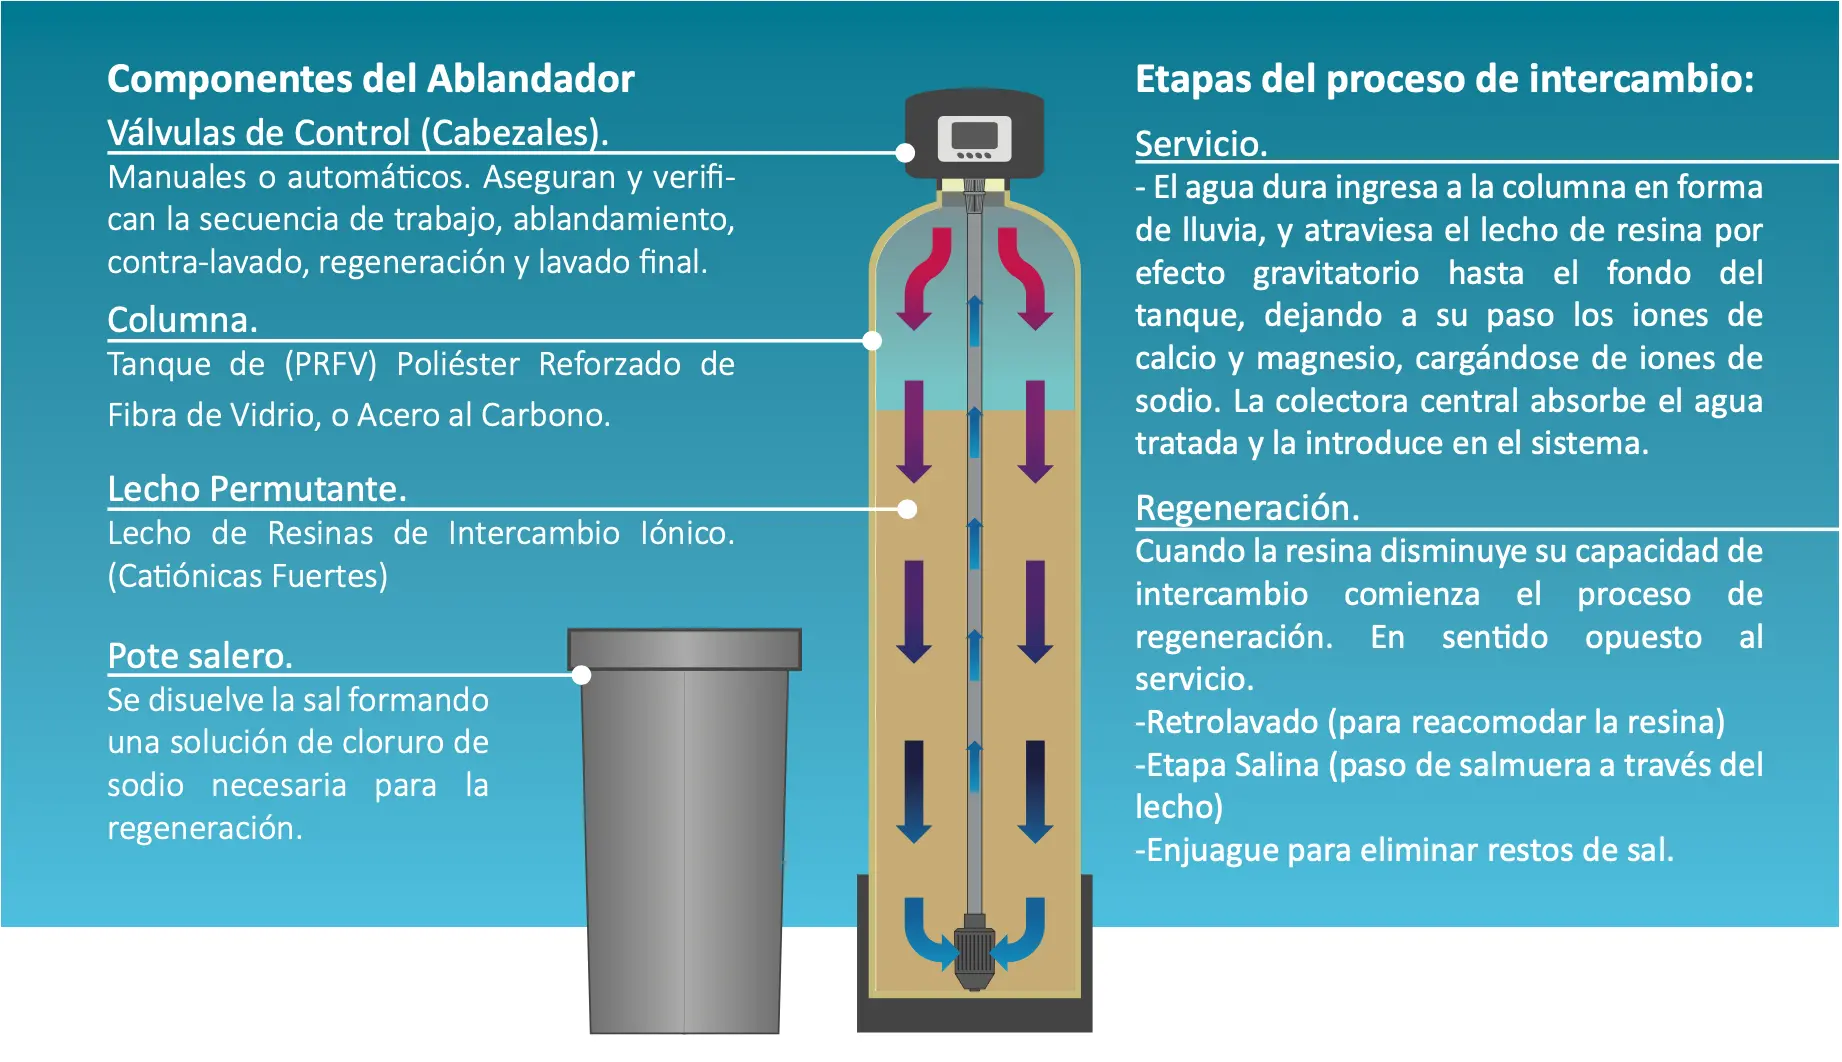 Componentes del Ablandador
Válvulas de Control (Cabezales).
Manuales o automáticos. Aseguran y verifi-
can la secuencia de trabajo, ablandamiento,
contra-lavado, regeneración y lavado final.
Columna.
Tanque de (PRFV) Poliéster Reforzado de
Fibra de Vidrio, o Acero al Carbono.
Lecho Permutante.
Lecho de Resinas de Intercambio Iónico.
(Catiónicas Fuertes)
Pote salero.
Se disuelve la sal formando
una solución de cloruro de
sodio necesaria para la
regeneración.
Etapas del proceso de intercambio:
Servicio.
- El agua dura ingresa a la columna en forma
de lluvia, y atraviesa el lecho de resina por
efecto gravitatorio hasta el fondo del
tanque, dejando a su paso los iones de
calcio y magnesio, cargándose de iones de
sodio. La colectora central absorbe el agua
tratada y la introduce en el sistema.
Regeneración.
Cuando la resina disminuye su capacidad de
intercambio comienza el proceso de
regeneración. En sentido opuesto al
servicio.
-Retrolavado (para reacomodar la resina)
-Etapa Salina (paso de salmuera a través del
lecho)
-Enjuague para eliminar restos de sal.